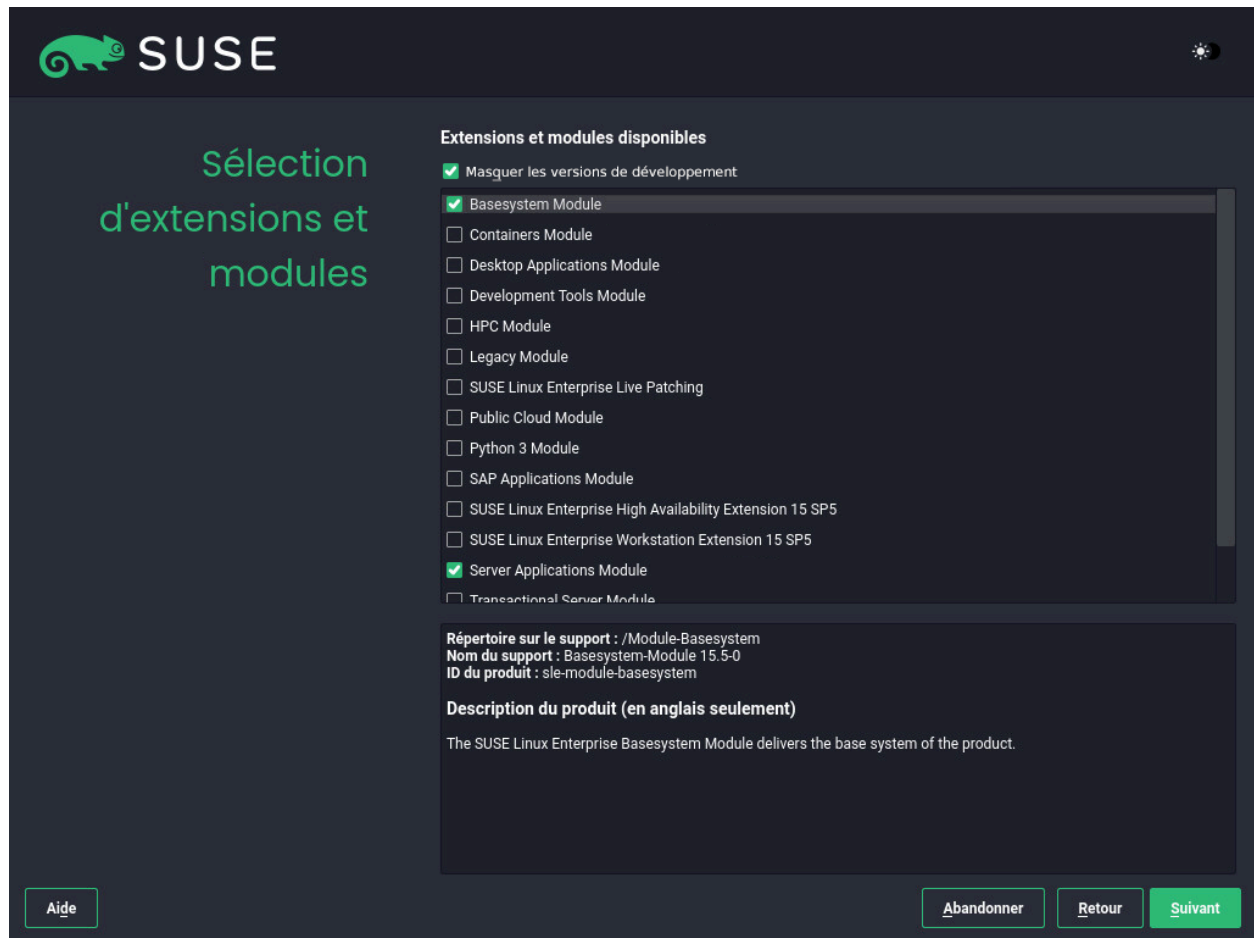 SUSE
Sélection
d'extensions et
modules
Extensions et modules disponibles
Masquer les versions de développement
Basesystem Module
Containers Module
Desktop Applications Module
Development Tools Module
HPC Module
Legacy Module
SUSE Linux Enterprise Live Patching
Public Cloud Module
Python 3 Module
SAP Applications Module
SUSE Linux Enterprise High Availability Extension 15 SP5
SUSE Linux Enterprise Workstation Extension 15 SP5
Server Applications Module
Transactional Server Module
Répertoire sur le support : /Module-Basesystem
Nom du support : Basesystem-Module 15.5-0
ID du produit : sle-module-basesystem
Description du produit (en anglais seulement)
The SUSE Linux Enterprise Basesystem Module delivers the base system of the product.
Aide
Abandonner
Retour
Suivant